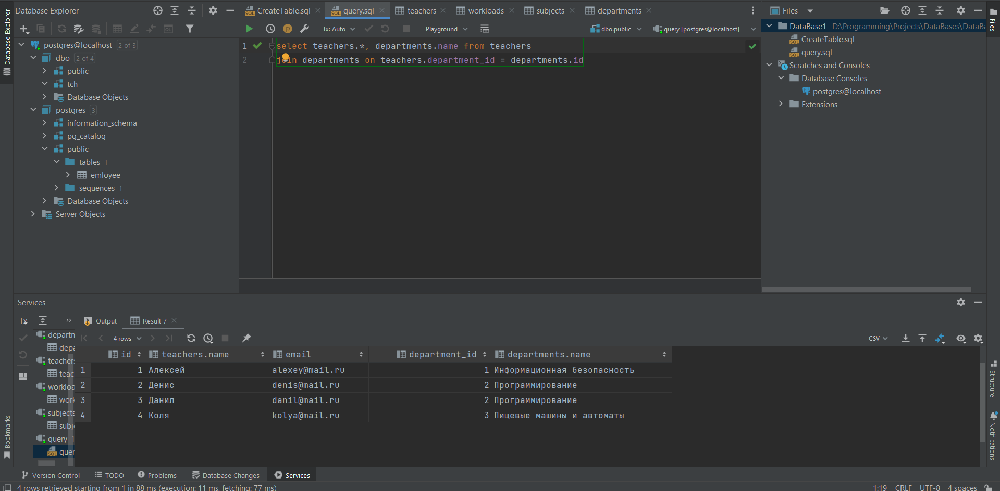 Database Explorer
CreateTable.sql
query.sql
teachers
workloads
subjects
departments
Files
Tx: Auto
Playground
dbo.public
query [postgres@localhost]
Database Explorer
postgres@localhost 2 of 3
dbo 2 of 4
public
tch
Database Objects
postgres 3
information_schema
pg_catalog
public
tables 1
emloyee
sequences 1
Database Objects
Server Objects
1 select teachers.*, departments.name from teachers
2 join departments on teachers.department_id = departments.id
DataBase1 D:\Programming\Projects\DataBases\DataBa
CreateTable.sql
query.sql
Scratches and Consoles
Database Consoles
postgres@localhost
Extensions
Files
Services
Tx
Output
Result 7
departm
depa
teacher
teac
workloa
work
subjects
subj
query 1
quer
4 rows
CSV
id teachers.name email department_id departments.name
1 1 Алексей alexey@mail.ru 1 Информационная безопасность
2 2 Денис denis@mail.ru 2 Программирование
3 3 Данил danil@mail.ru 2 Программирование
4 4 Коля kolya@mail.ru 3 Пищевые машины и автоматы
Structure
Notifications
Bookmarks
Version Control
TODO
Problems
Database Changes
Services
4 rows retrieved starting from 1 in 88 ms (execution: 11 ms, fetching: 77 ms)
1:19 CRLF UTF-8 4 spaces